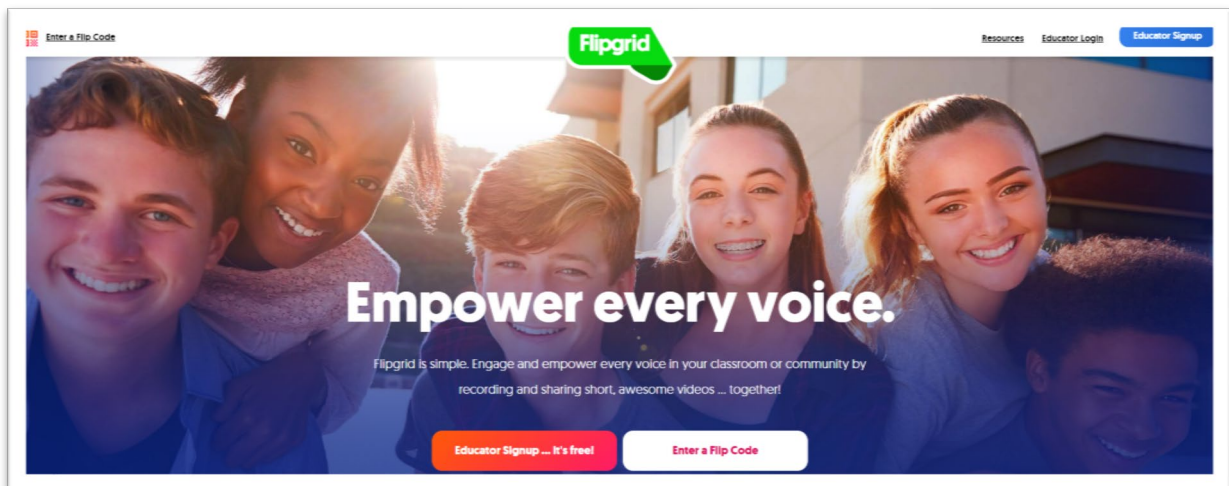 Enter a Flip Code
Flipgrid
Resources
Educator Login
Educator Signup
Empower every voice.
Flipgrid is simple. Engage and empower every voice in your classroom or community by
recording and sharing short, awesome videos ... together!
Educator Signup ... It's free!
Enter a Flip Code